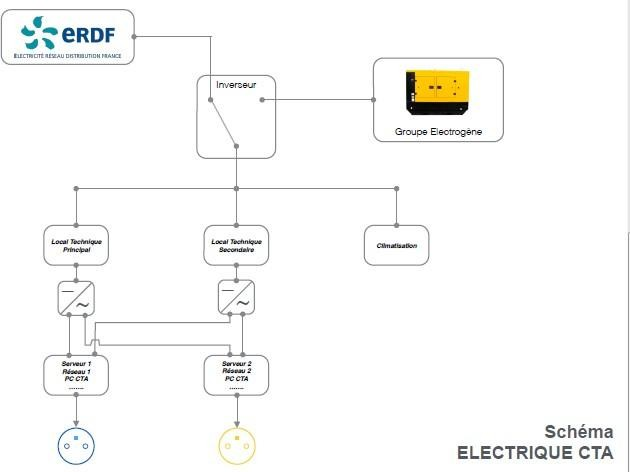 eRDF
ELECTRICITÉ RÉSEAU DISTRIBUTION FRANCE
Inverseur
Groupe Electrogène
Local Technique
Principal
Local Technique
Secondaire
Climatisation
Serveur 1
Réseau 1
PC CTA
.......
Serveur 2
Réseau 2
PC CTA
.......
Schéma
ELECTRIQUE CTA